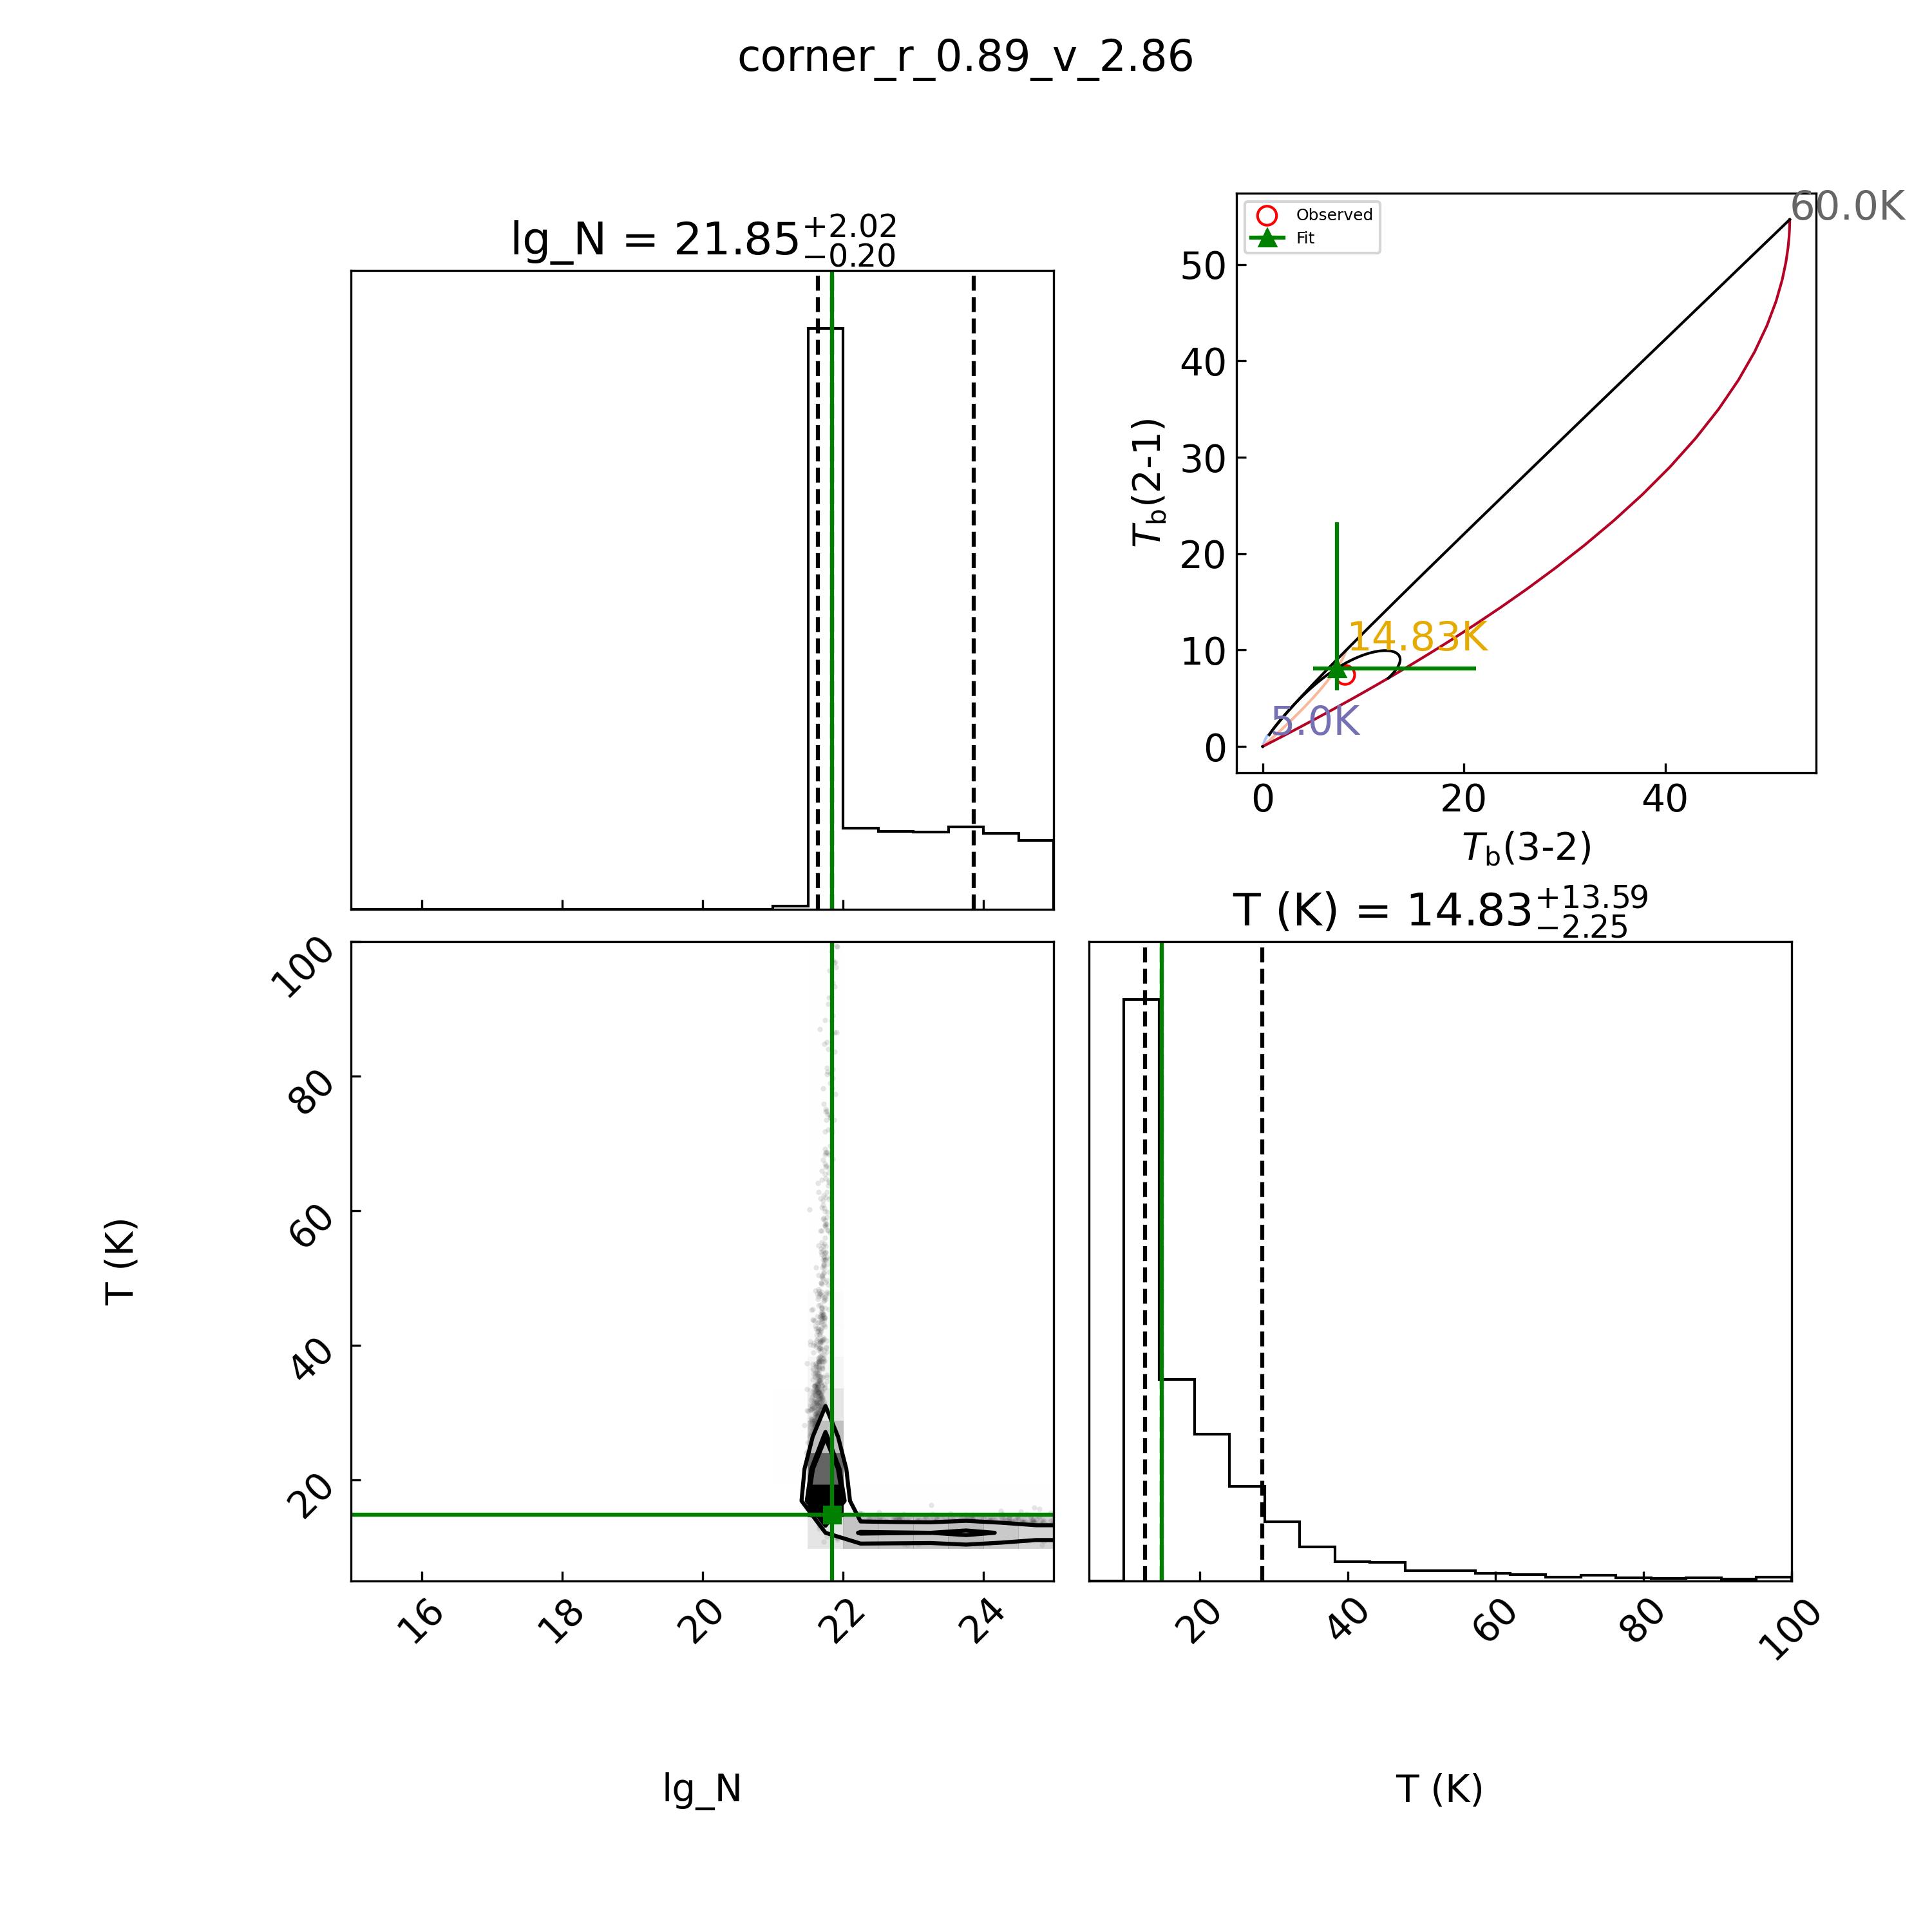 corner_r_0.89_v_2.86
lg_N = 21.85+2.02−0.20
60.0K
Observed
Fit
50
40
30
20
10
0
Tb(2-1)
14.83K
5.0K
0 20 40
Tb(3-2)
T (K) = 14.83+13.59−2.25
100
80
60
40
20
T (K)
16 18 20 22 24
20 40 60 80 100
lg_N
T (K)